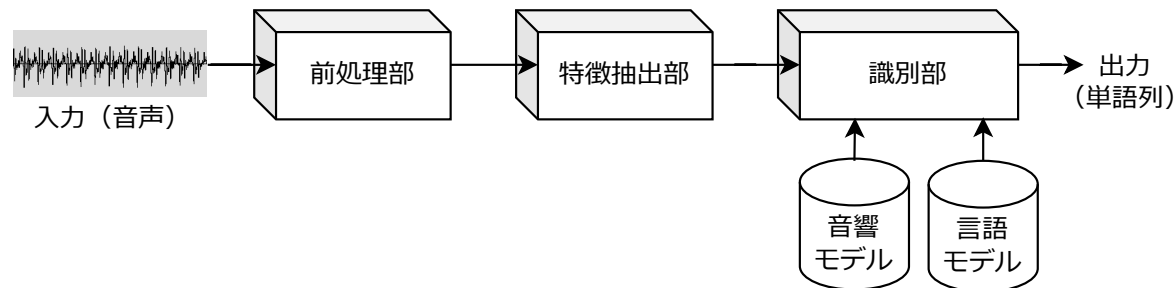 入力（音声）
前処理部
特徴抽出部
識別部
出力
（単語列）
音響
モデル
言語
モデル